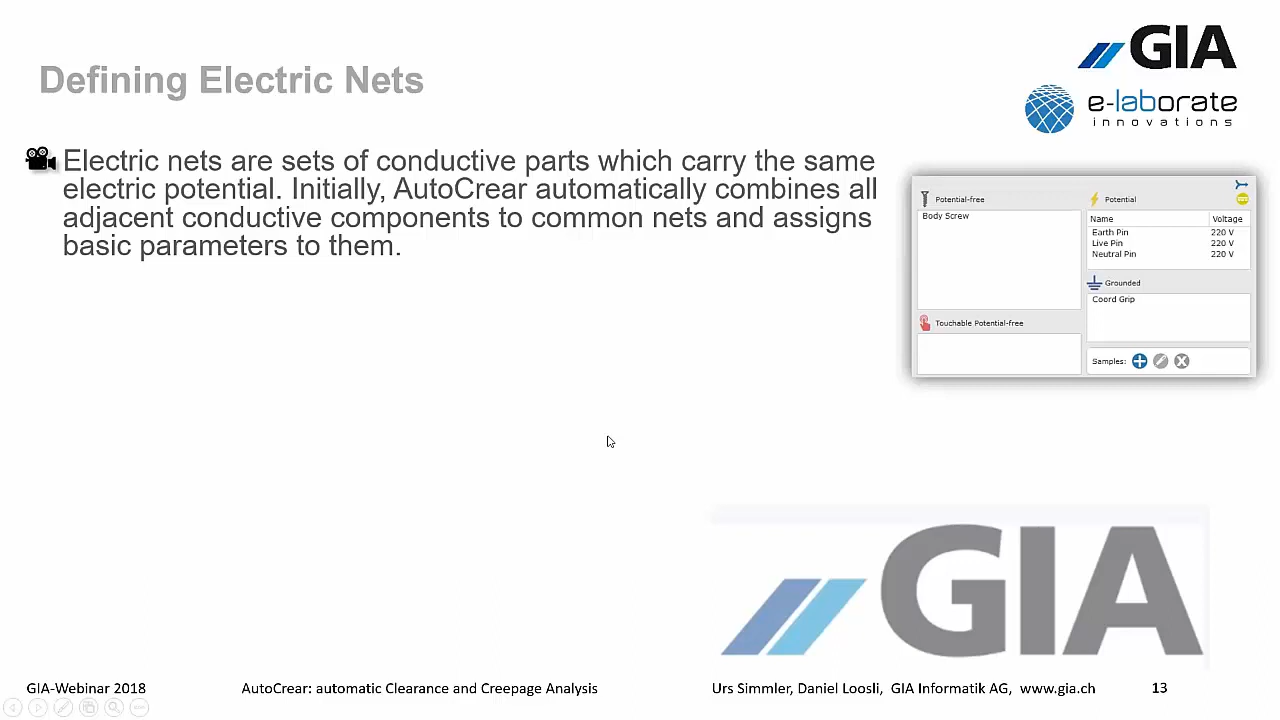 GIA
Defining Electric Nets
e-laborate
innovations
Electric nets are sets of conductive parts which carry the same
electric potential. Initially, AutoCrear automatically combines all
adjacent conductive components to common nets and assigns
basic parameters to them.
Potential-free
Body Screw
Touchable Potential-free
Potential
Name Voltage
Earth Pin 220 V
Live Pin 220 V
Neutral Pin 220 V
Grounded
Coord Grip
Samples:
GIA
GIA-Webinar 2018
AutoCrear: automatic Clearance and Creepage Analysis
Urs Simmler, Daniel Loosli, GIA Informatik AG, www.gia.ch
13